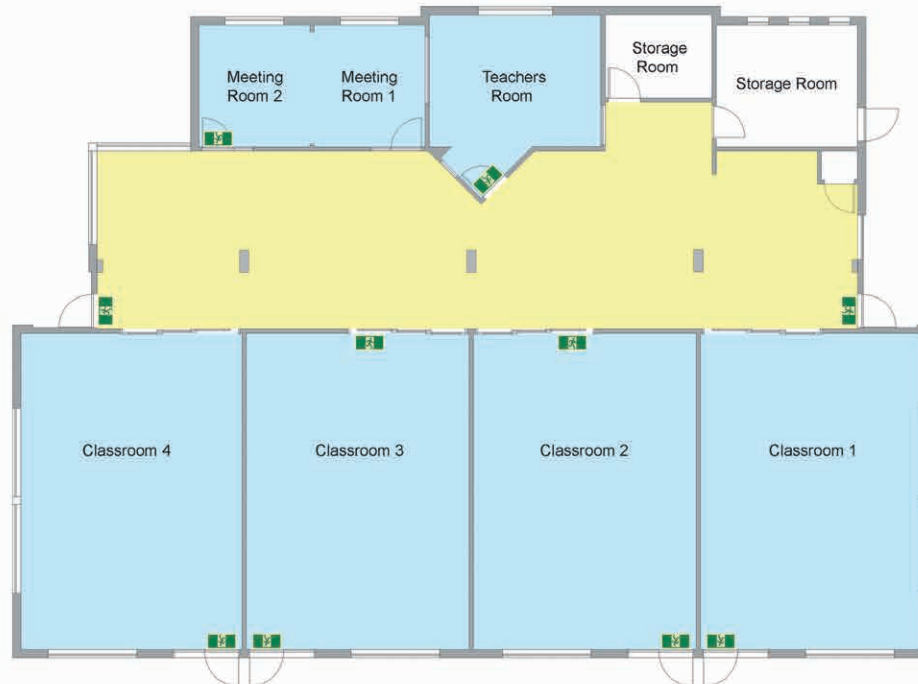 Meeting
Room 2
Meeting
Room 1
Teachers
Room
Storage
Room
Storage Room
Classroom 4
Classroom 3
Classroom 2
Classroom 1